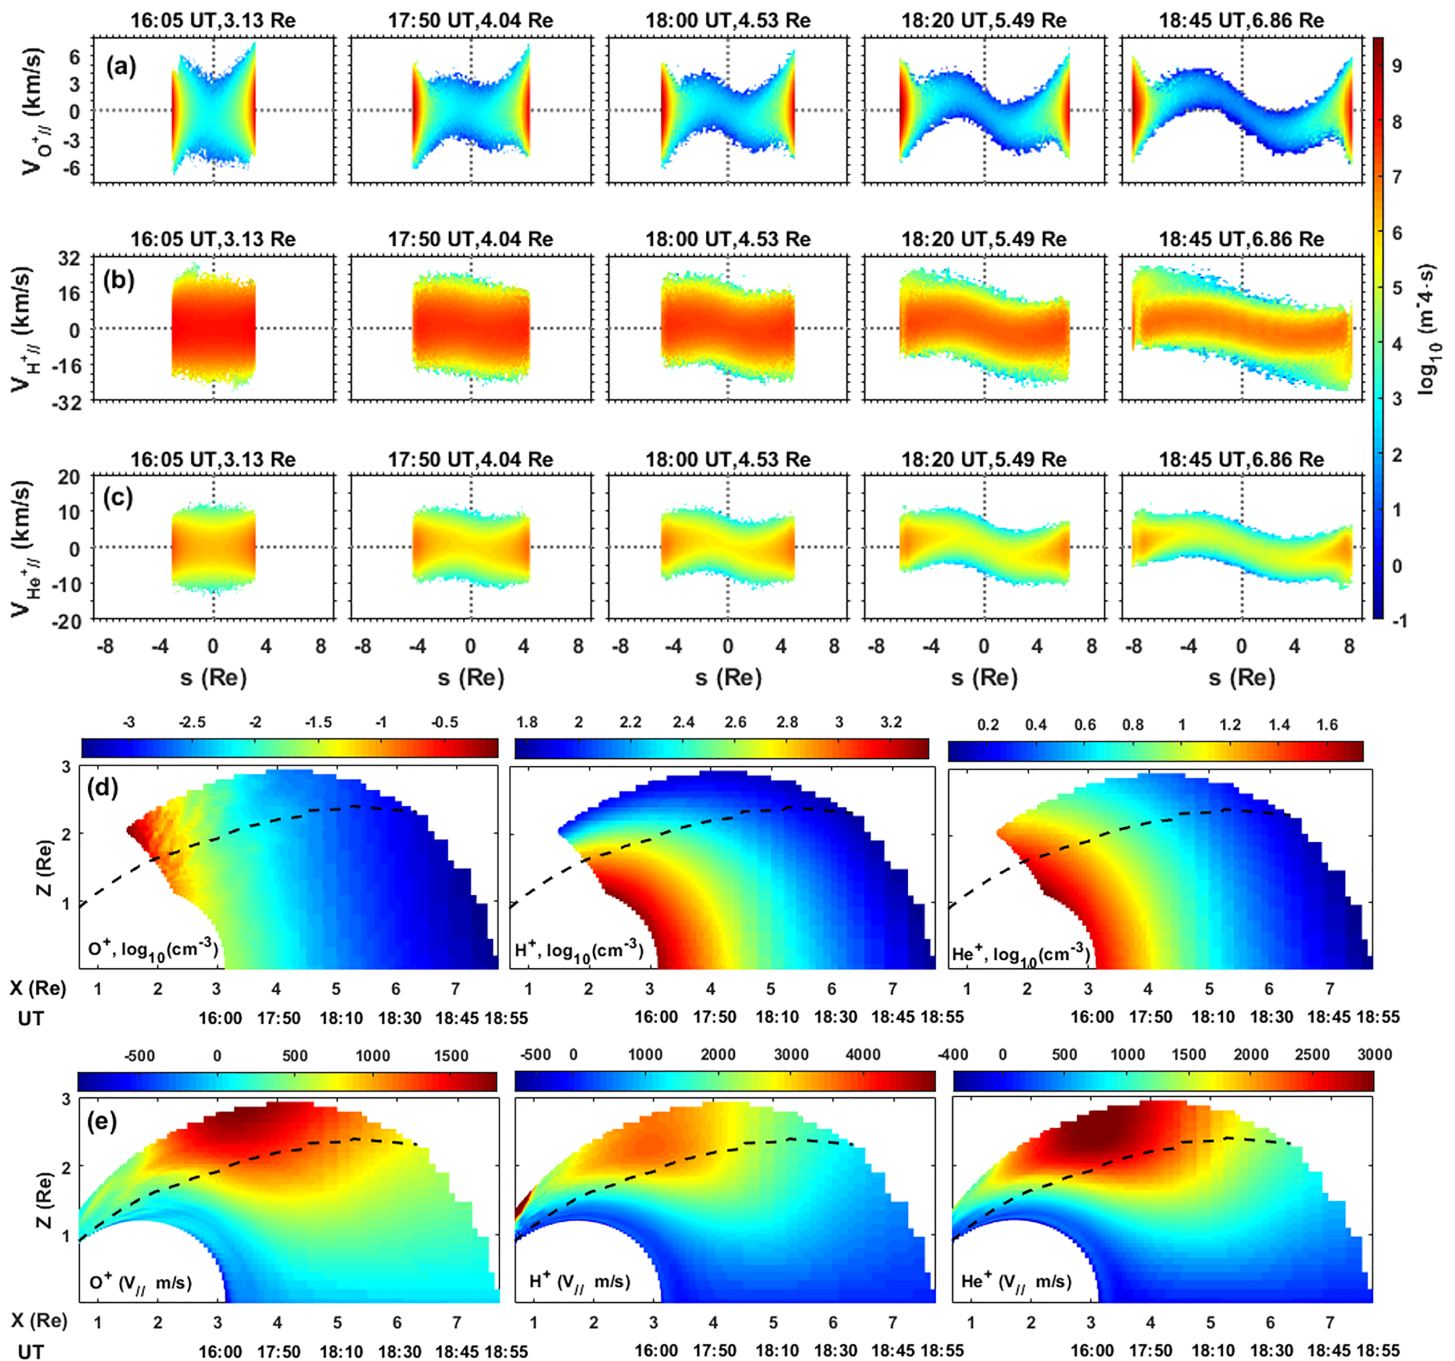 16:05 UT,3.13 Re 17:50 UT,4.04 Re 18:00 UT,4.53 Re 18:20 UT,5.49 Re 18:45 UT,6.86 Re
(a)
V O+ // (km/s)
6
3
0
-3
-6
16:05 UT,3.13 Re 17:50 UT,4.04 Re 18:00 UT,4.53 Re 18:20 UT,5.49 Re 18:45 UT,6.86 Re
(b)
V H+ // (km/s)
32
16
0
-16
-32
16:05 UT,3.13 Re 17:50 UT,4.04 Re 18:00 UT,4.53 Re 18:20 UT,5.49 Re 18:45 UT,6.86 Re
(c)
V He+ // (km/s)
20
10
0
-10
-20
-8 -4 0 4 8 -8 -4 0 4 8 -8 -4 0 4 8 -8 -4 0 4 8 -8 -4 0 4 8
s (Re) s (Re) s (Re) s (Re) s (Re)
9
8
7
6
5
4
3
2
1
0
-1
log10 (m-4·s)
-3 -2.5 -2 -1.5 -1 -0.5 1.8 2 2.2 2.4 2.6 2.8 3 3.2 0.2 0.4 0.6 0.8 1 1.2 1.4 1.6
(d)
3
2
1
Z (Re)
O+, log10(cm-3) H+, log10(cm-3) He+, log10(cm-3)
X (Re) 1 2 3 4 5 6 7 1 2 3 4 5 6 7 1 2 3 4 5 6 7
UT 16:00 17:50 18:10 18:30 18:45 18:55 16:00 17:50 18:10 18:30 18:45 18:55 16:00 17:50 18:10 18:30 18:45 18:55
-500 0 500 1000 1500 -500 0 1000 2000 3000 4000 -400 0 500 1000 1500 2000 2500 3000
(e)
3
2
1
Z (Re)
O+ (V// m/s) H+ (V// m/s) He+ (V// m/s)
X (Re) 1 2 3 4 5 6 7 1 2 3 4 5 6 7 1 2 3 4 5 6 7
UT 16:00 17:50 18:10 18:30 18:45 18:55 16:00 17:50 18:10 18:30 18:45 18:55 16:00 17:50 18:10 18:30 18:45 18:55